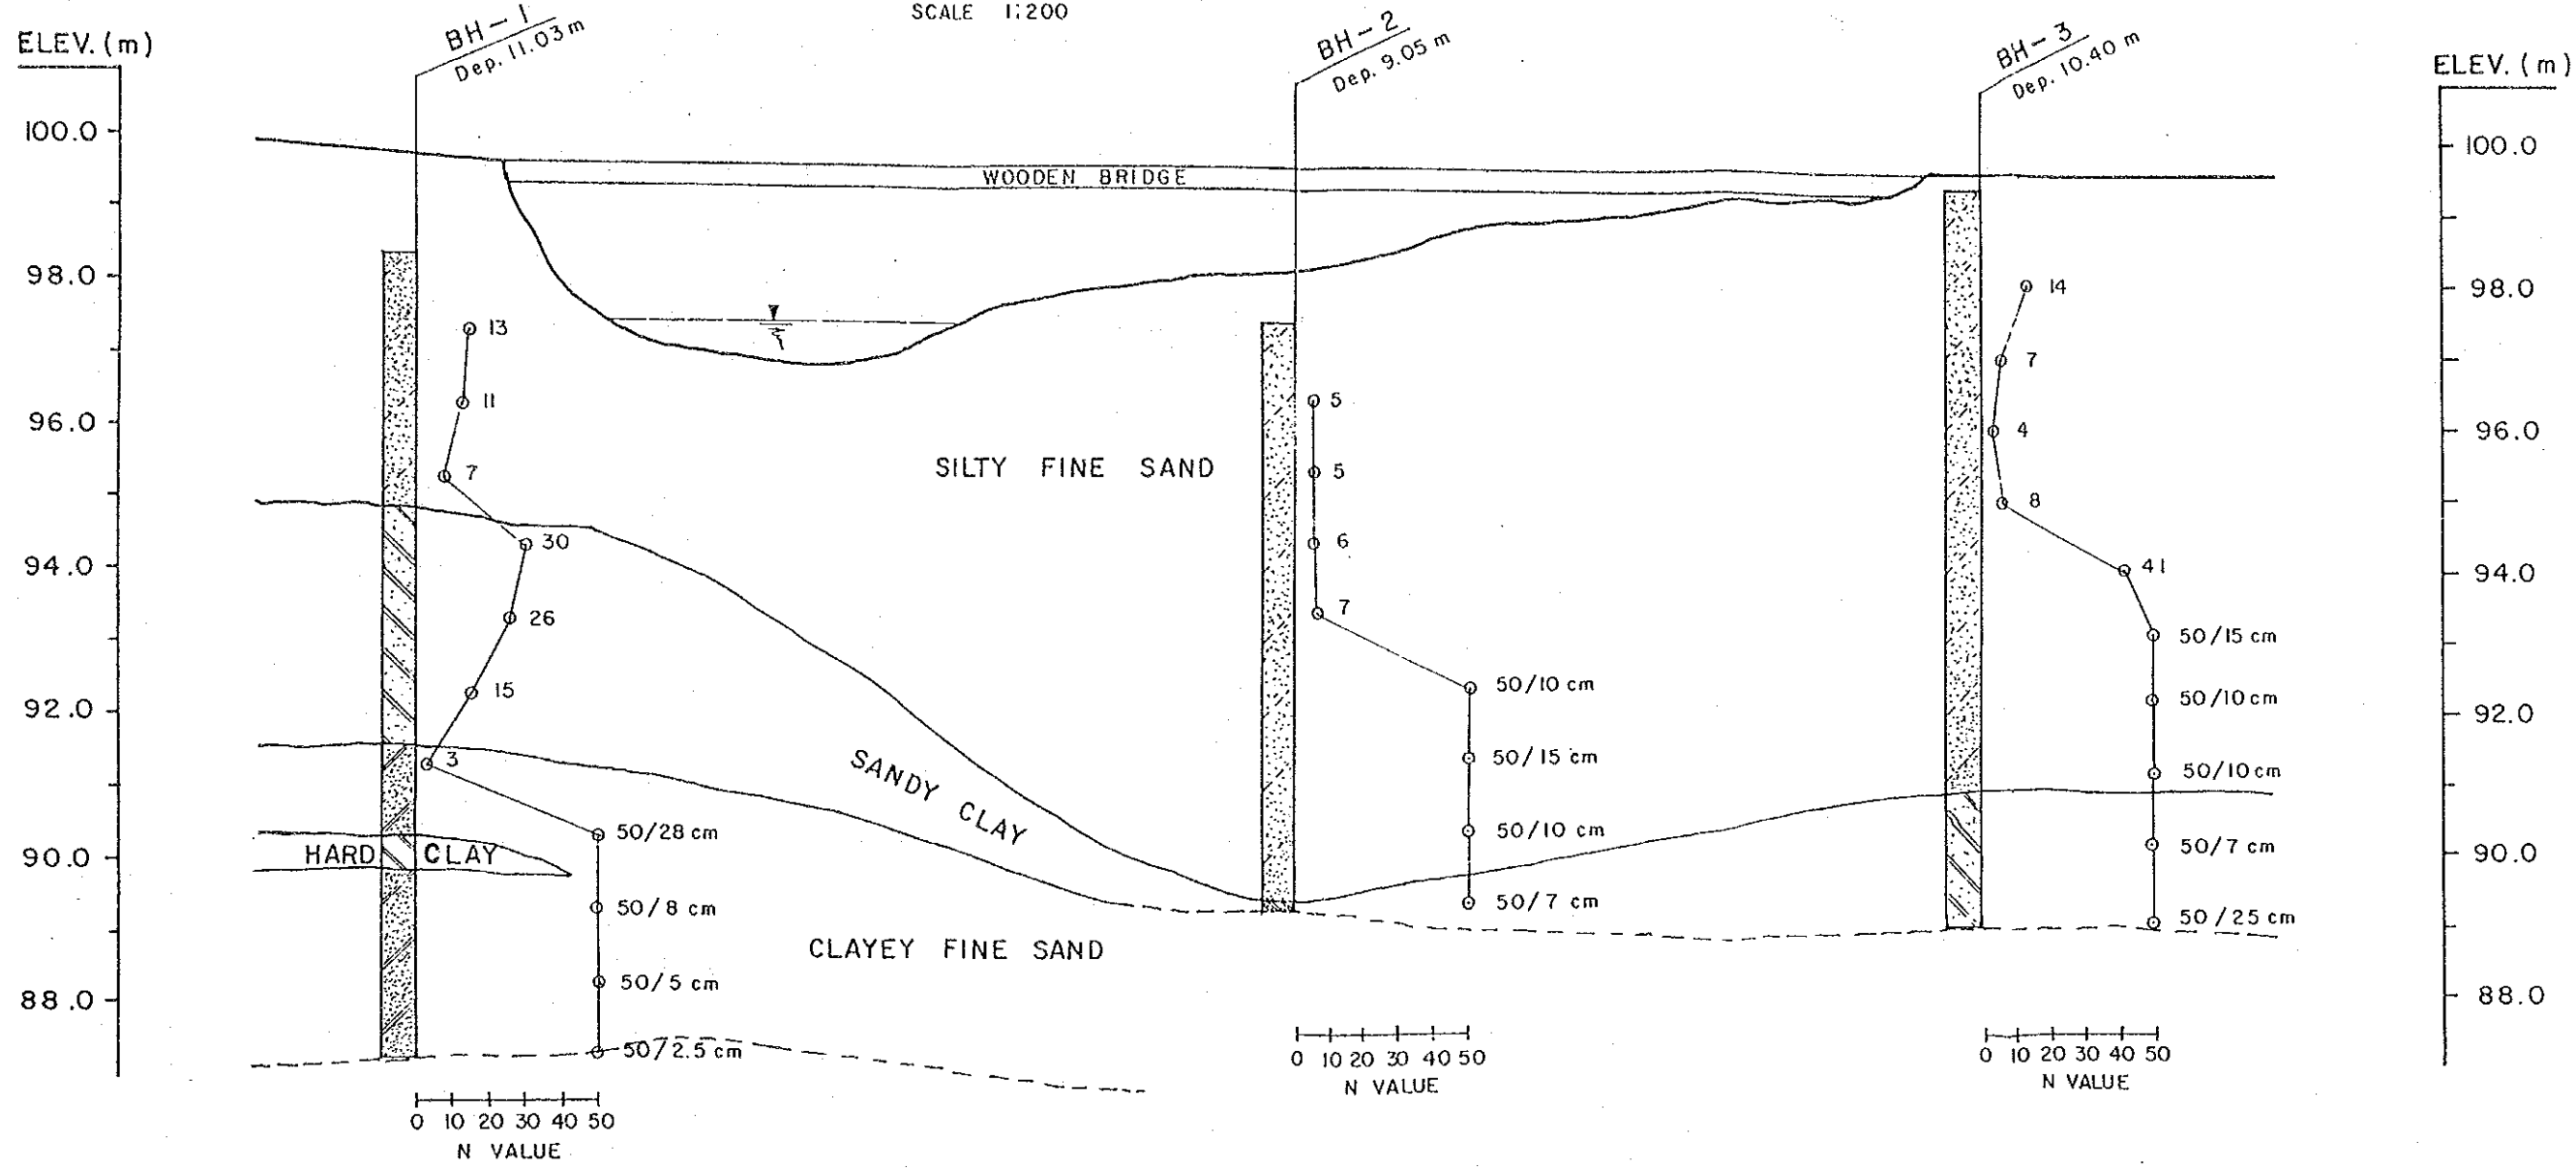 SCALE 1:200
ELEV. (m)
BH-1
Dep. 11.03 m
BH-2
Dep. 9.05 m
BH-3
Dep. 10.40 m
ELEV. (m)
100.0
98.0
96.0
94.0
92.0
90.0
88.0
WOODEN BRIDGE
SILTY FINE SAND
SANDY CLAY
HARD CLAY
CLAYEY FINE SAND
13
11
7
30
26
15
3
50/28 cm
50/8 cm
50/5 cm
50/2.5 cm
0 10 20 30 40 50
N VALUE
5
5
6
7
50/10 cm
50/15 cm
50/10 cm
50/7 cm
0 10 20 30 40 50
N VALUE
14
7
4
8
41
50/15 cm
50/10 cm
50/10 cm
50/7 cm
50/25 cm
0 10 20 30 40 50
N VALUE
100.0
98.0
96.0
94.0
92.0
90.0
88.0